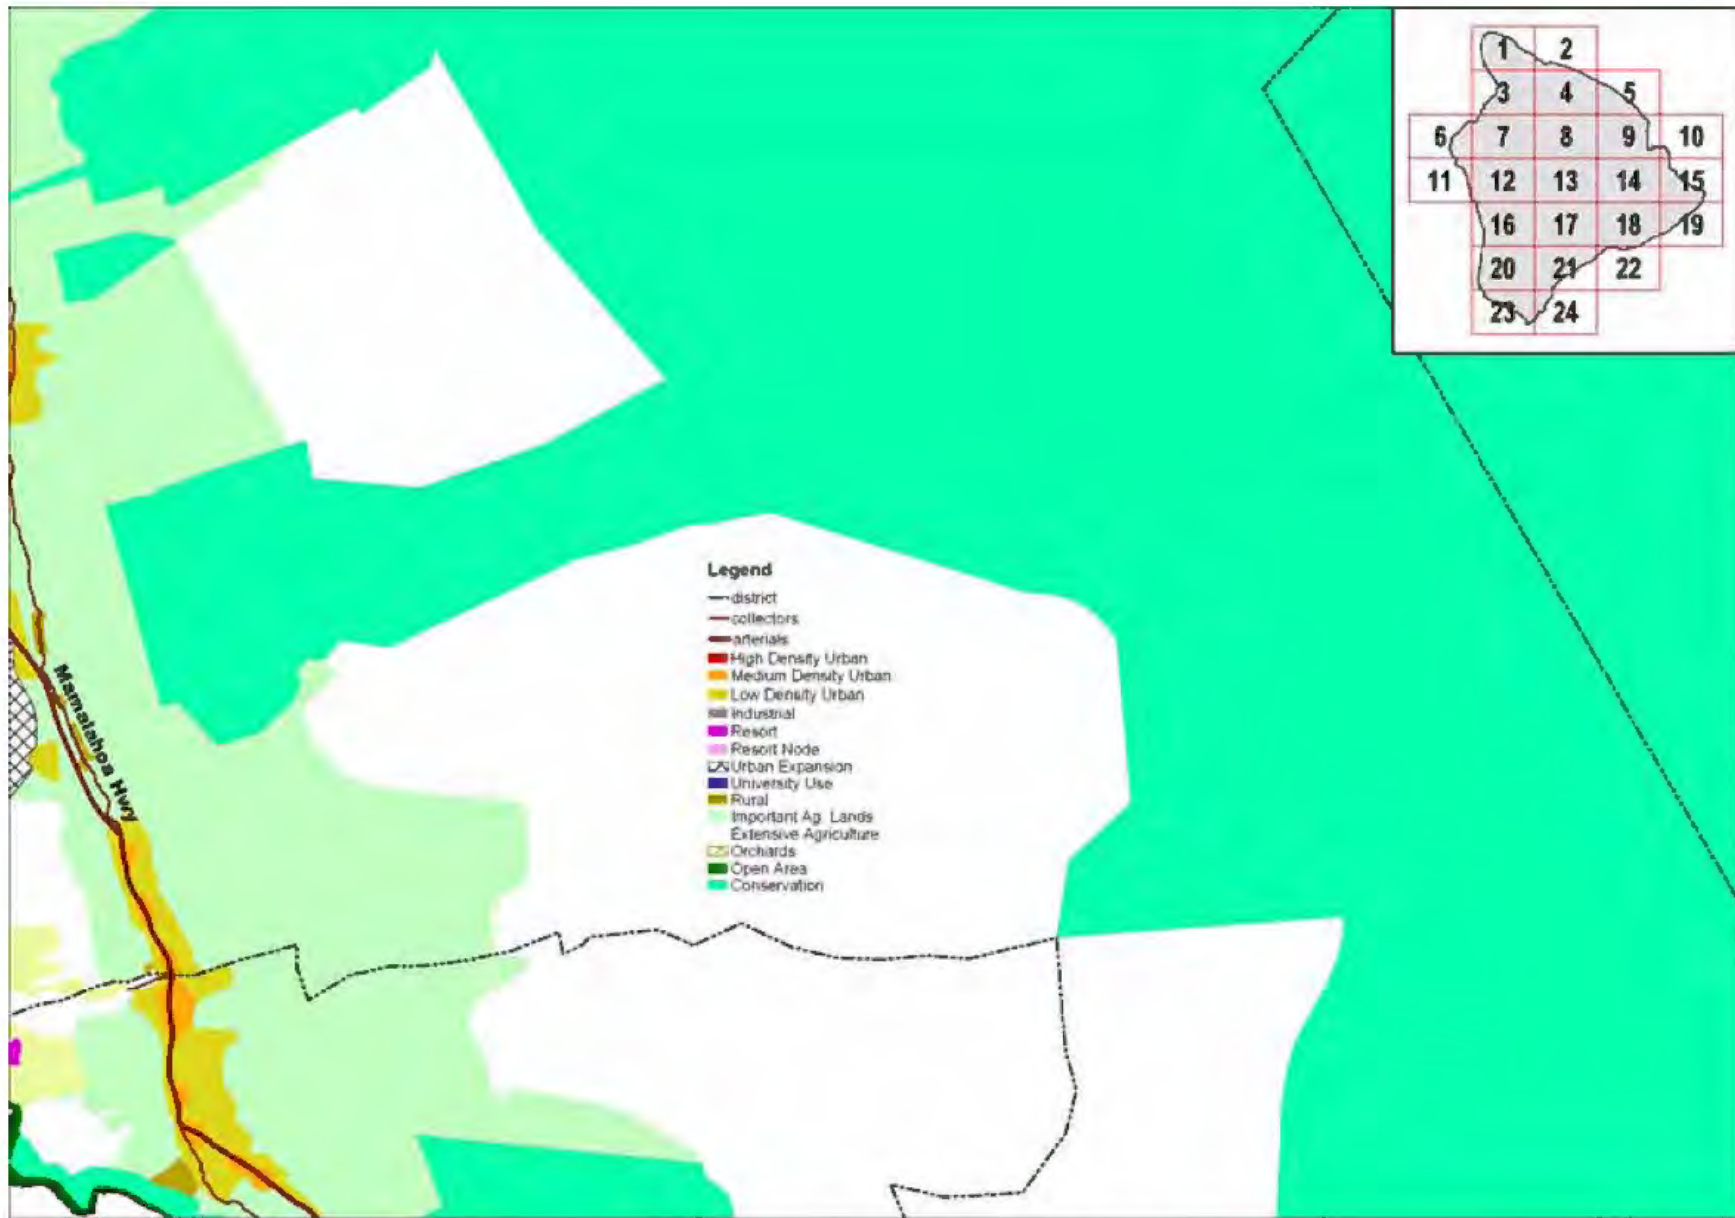 1 2
3 4 5
6 7 8 9 10
11 12 13 14 15
16 17 18 19
20 21 22
23 24
Legend
district
collectors
arterials
High Density Urban
Medium Density Urban
Low Density Urban
Industrial
Resort
Resort Node
Urban Expansion
University Use
Rural
Important Ag. Lands
Extensive Agriculture
Orchards
Open Area
Conservation
Mamalahoa Hwy